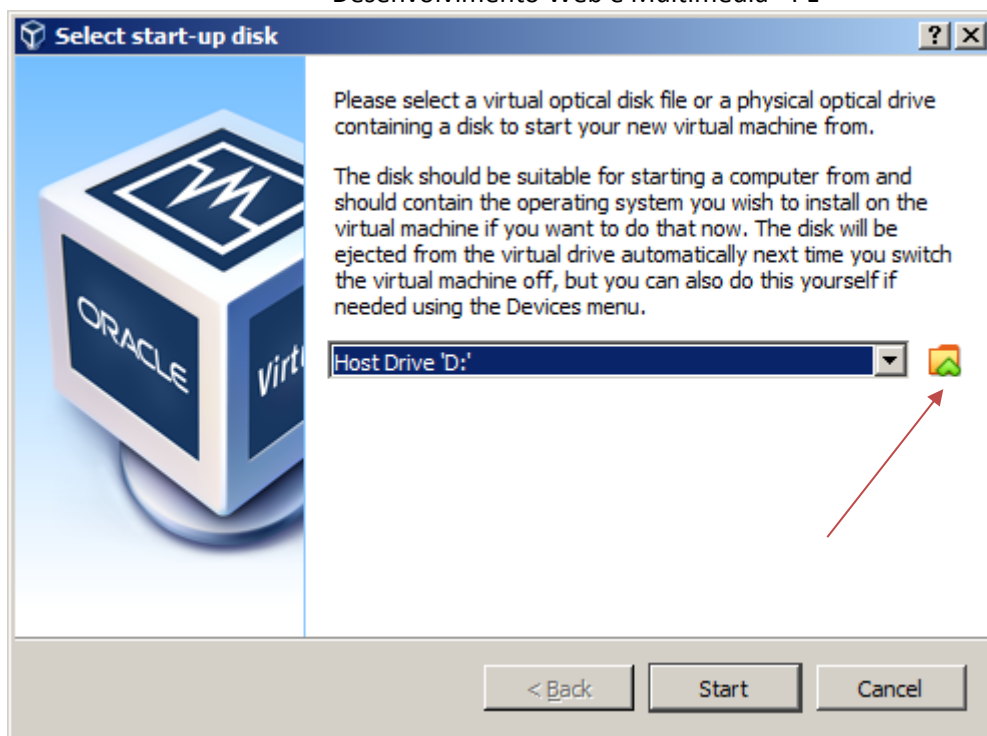 Select start-up disk
Please select a virtual optical disk file or a physical optical drive
containing a disk to start your new virtual machine from.
The disk should be suitable for starting a computer from and
should contain the operating system you wish to install on the
virtual machine if you want to do that now. The disk will be
ejected from the virtual drive automatically next time you switch
the virtual machine off, but you can also do this yourself if
needed using the Devices menu.
ORACLE
Virt
Host Drive 'D:'
< Back
Start
Cancel